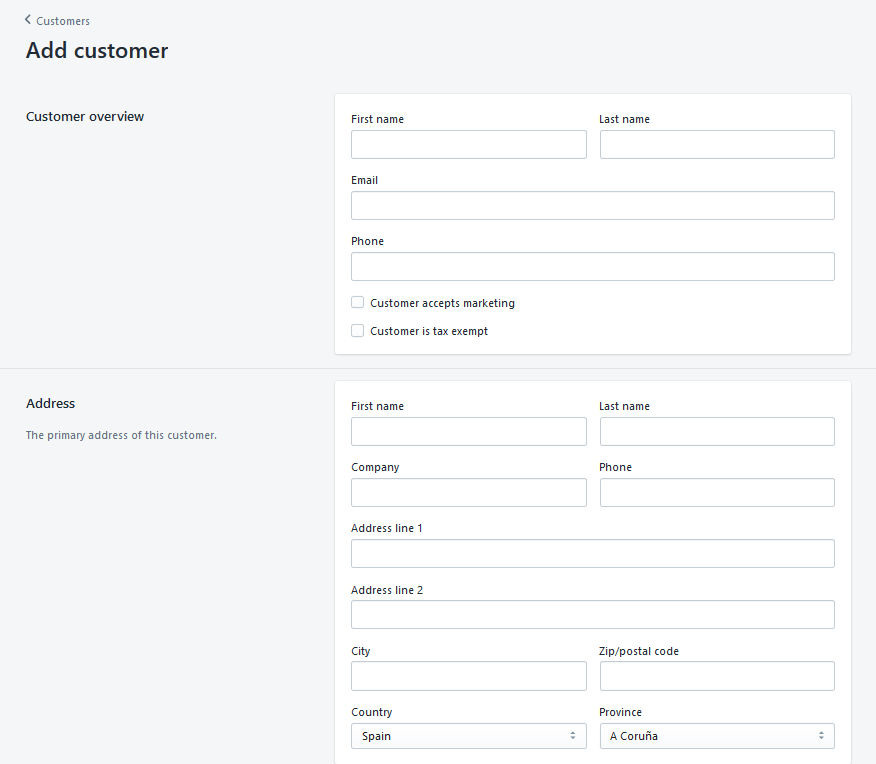 Customers
Add customer
Customer overview
First name Last name
Email
Phone
Customer accepts marketing
Customer is tax exempt
Address
The primary address of this customer.
First name Last name
Company Phone
Address line 1
Address line 2
City Zip/postal code
Country Province
Spain A Coruña